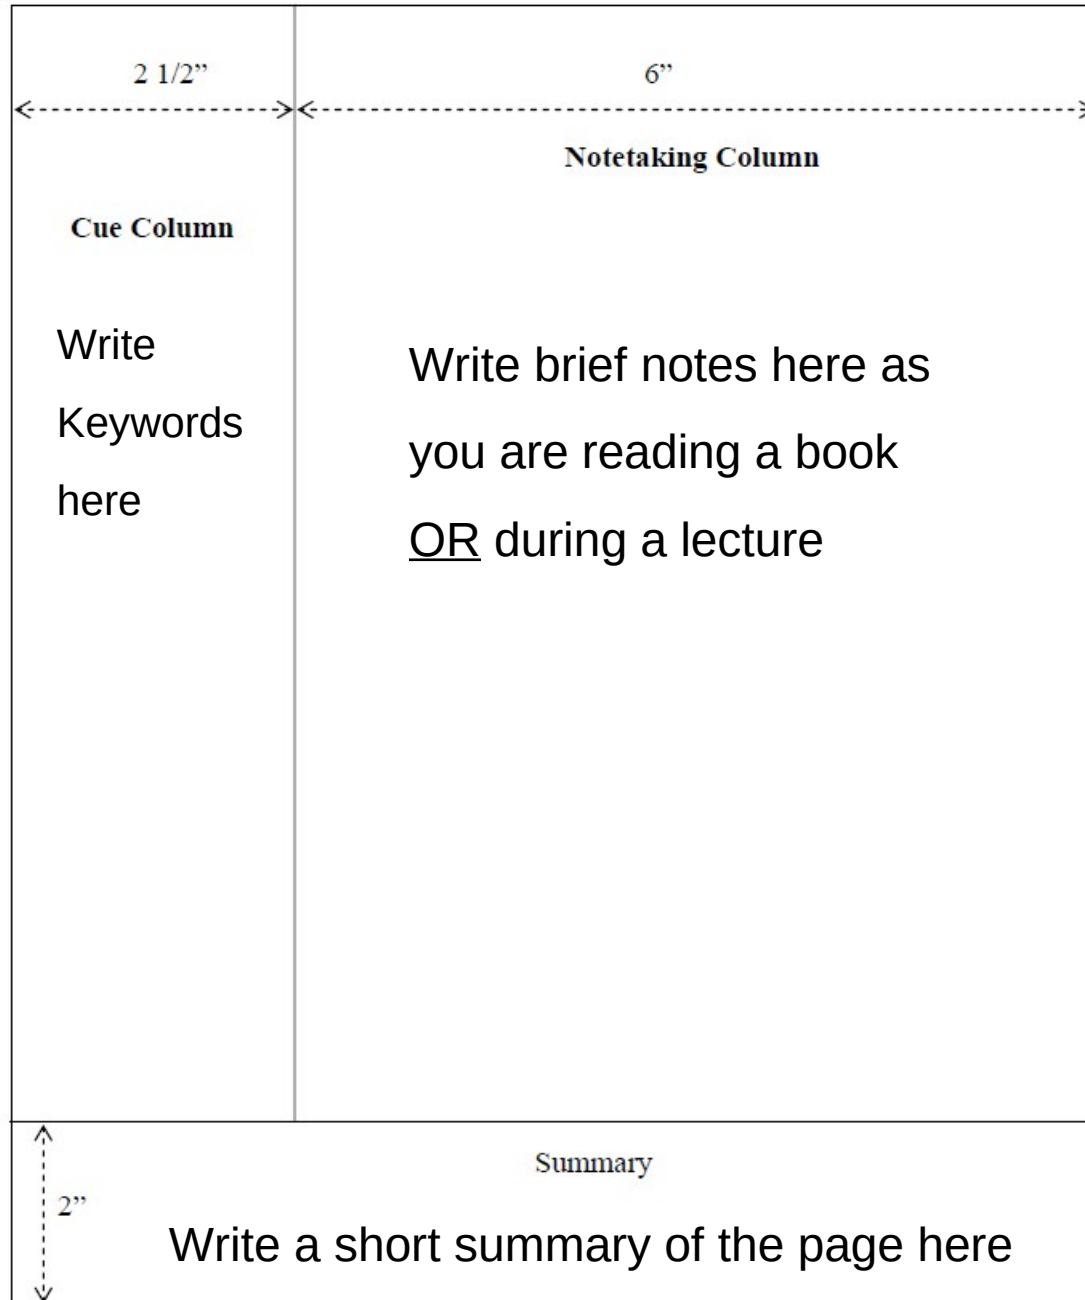 2 1/2”
6”
Notetaking Column
Cue Column
Write
Keywords
here
Write brief notes here as
you are reading a book
OR during a lecture
Summary
2”
Write a short summary of the page here